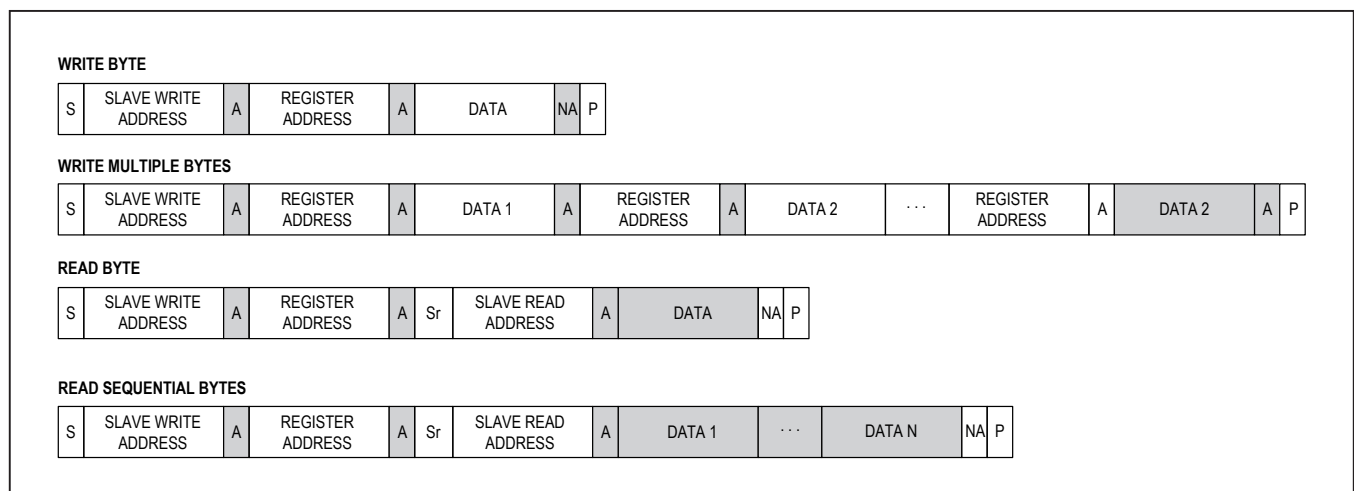 WRITE BYTE
S SLAVE WRITE ADDRESS A REGISTER ADDRESS A DATA NA P
WRITE MULTIPLE BYTES
S SLAVE WRITE ADDRESS A REGISTER ADDRESS A DATA 1 A REGISTER ADDRESS A DATA 2 ... REGISTER ADDRESS A DATA 2 A P
READ BYTE
S SLAVE WRITE ADDRESS A REGISTER ADDRESS A Sr SLAVE READ ADDRESS A DATA NA P
READ SEQUENTIAL BYTES
S SLAVE WRITE ADDRESS A REGISTER ADDRESS A Sr SLAVE READ ADDRESS A DATA 1 ... DATA N NA P